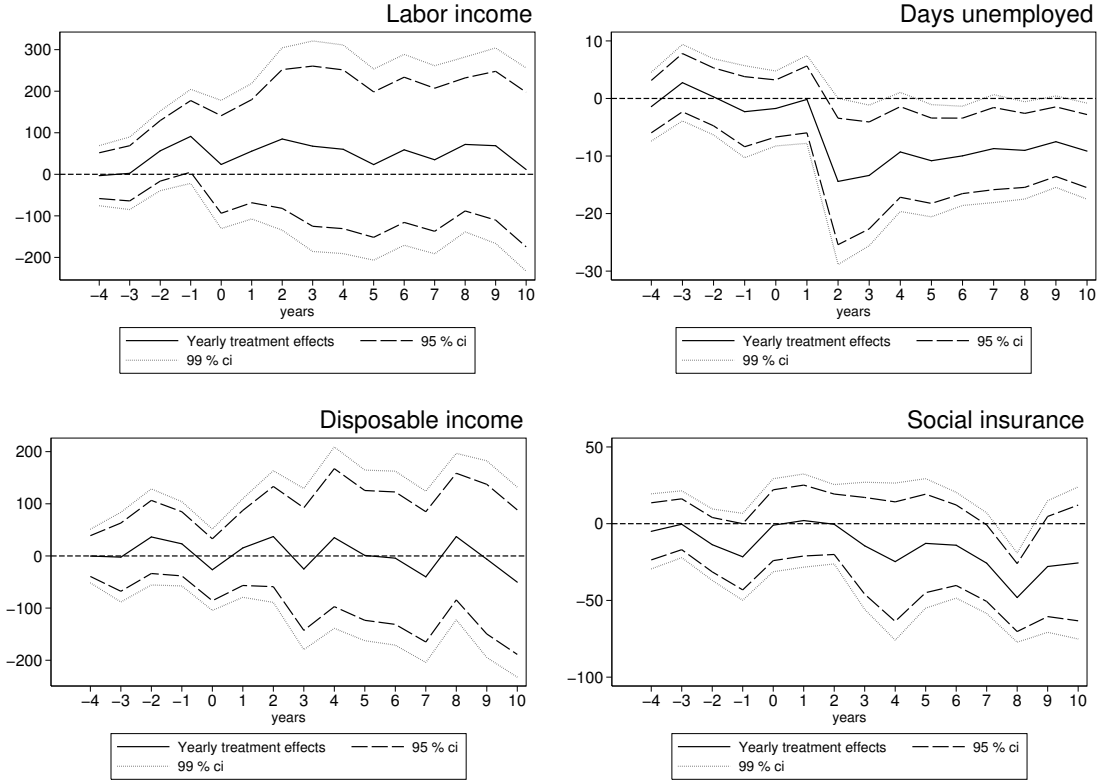 Labor income
300
200
100
0
−100
−200
−4 −3 −2 −1 0 1 2 3 4 5 6 7 8 9 10
years
Yearly treatment effects 95 % ci
99 % ci
Days unemployed
10
0
−10
−20
−30
−4 −3 −2 −1 0 1 2 3 4 5 6 7 8 9 10
years
Yearly treatment effects 95 % ci
99 % ci
Disposable income
200
100
0
−100
−200
−4 −3 −2 −1 0 1 2 3 4 5 6 7 8 9 10
years
Yearly treatment effects 95 % ci
99 % ci
Social insurance
50
0
−50
−100
−4 −3 −2 −1 0 1 2 3 4 5 6 7 8 9 10
years
Yearly treatment effects 95 % ci
99 % ci